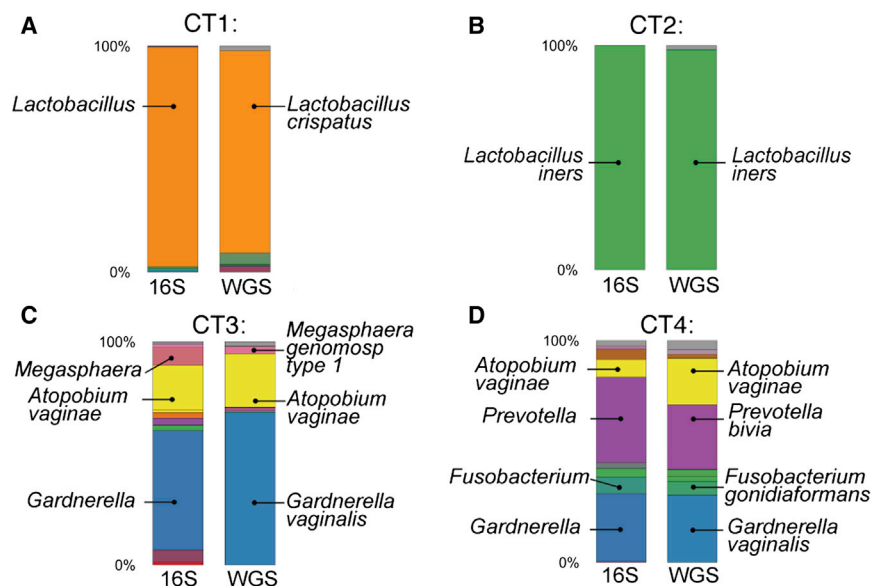 A
CT1:
100%
Lactobacillus
Lactobacillus
crispatus
0%
16S
WGS
B
CT2:
100%
Lactobacillus
iners
Lactobacillus
iners
0%
16S
WGS
C
CT3:
100%
Megasphaera
Atopobium
vaginae
Gardnerella
Megasphaera
genomosp
type 1
Atopobium
vaginae
Gardnerella
vaginalis
0%
16S
WGS
D
CT4:
100%
Atopobium
vaginae
Prevotella
Fusobacterium
Gardnerella
Atopobium
vaginae
Prevotella
bivia
Fusobacterium
gonidiaformans
Gardnerella
vaginalis
0%
16S
WGS